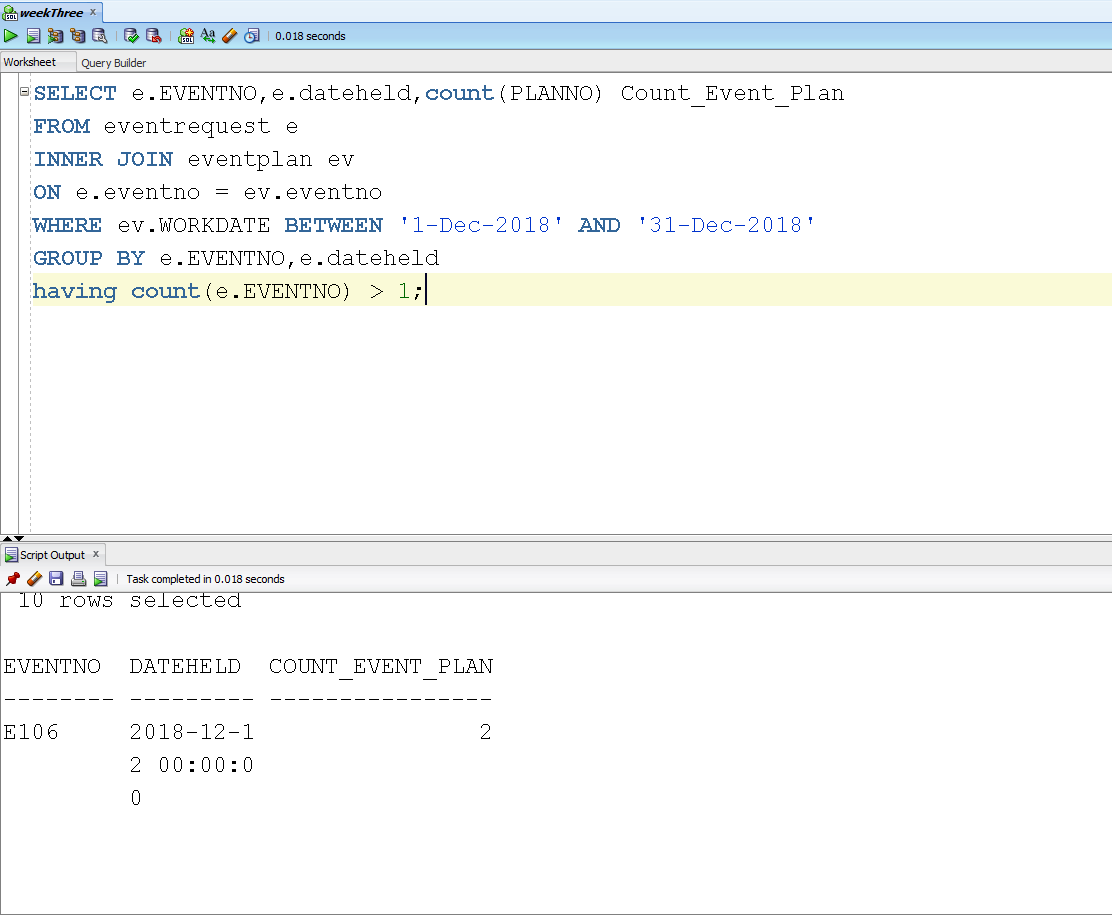 weekThree x
0.018 seconds
Worksheet Query Builder
SELECT e.EVENTNO,e.dateheld,count(PLANNO) Count_Event_Plan
FROM eventrequest e
INNER JOIN eventplan ev
ON e.eventno = ev.eventno
WHERE ev.WORKDATE BETWEEN '1-Dec-2018' AND '31-Dec-2018'
GROUP BY e.EVENTNO,e.dateheld
having count(e.EVENTNO) > 1;
Script Output x
Task completed in 0.018 seconds
10 rows selected
EVENTNO DATEHELD COUNT_EVENT_PLAN
-------- --------- ----------------
E106 2018-12-1 2
2 00:00:0
0